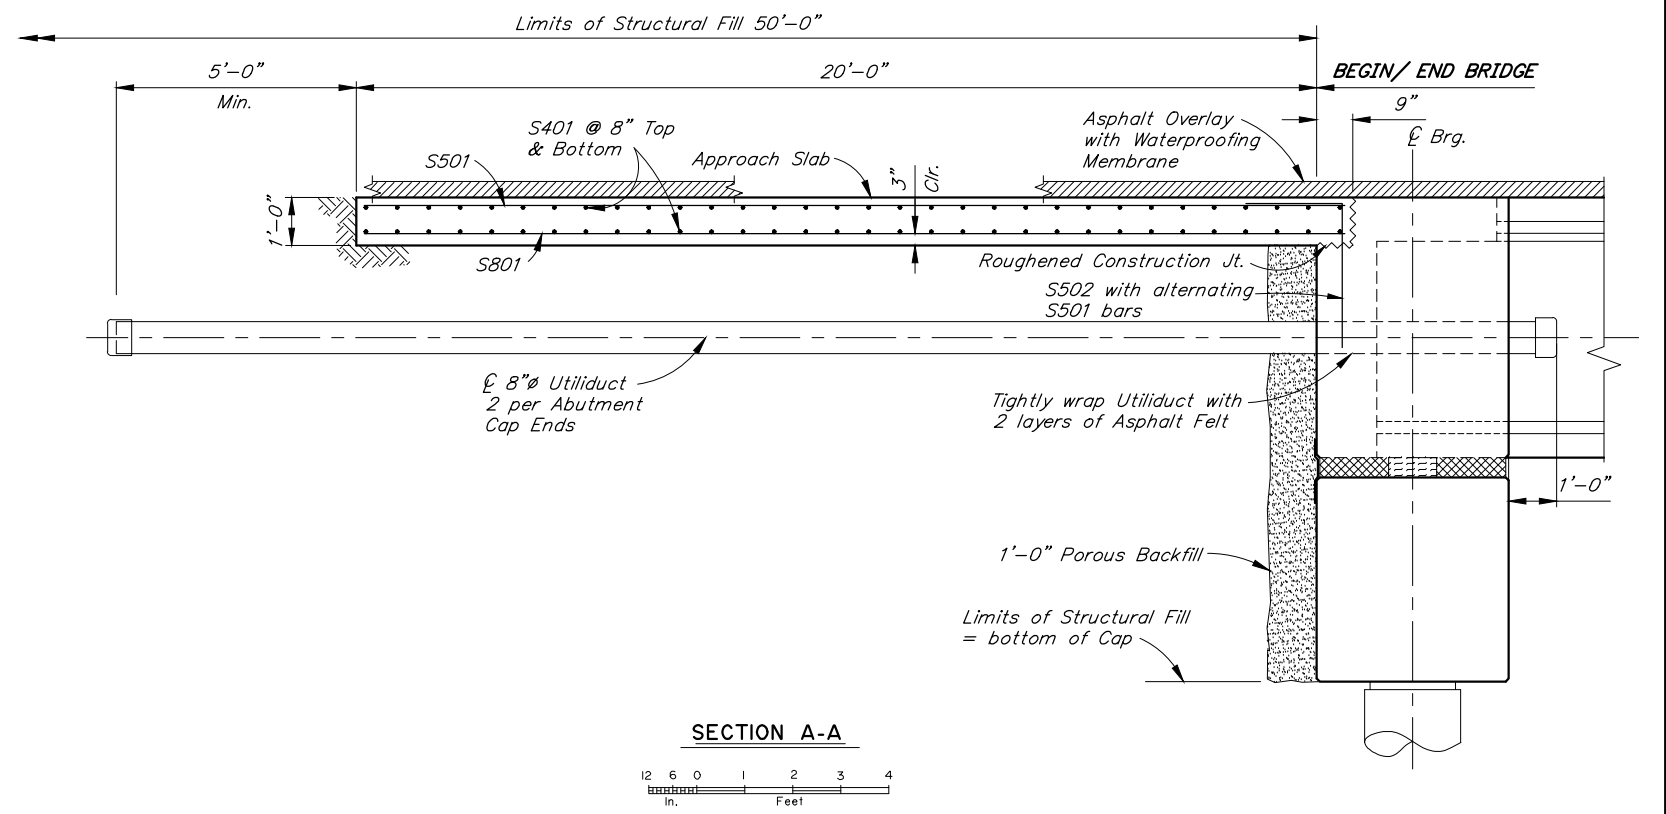 Limits of Structural Fill 50'-0"
5'-0"
Min.
20'-0"
BEGIN/ END BRIDGE
9"
℄ Brg.
S401 @ 8" Top
& Bottom
S501
Approach Slab
3"
Clr.
Asphalt Overlay
with Waterproofing
Membrane
1'-0"
S801
Roughened Construction Jt.
S502 with alternating
S501 bars
℄ 8"ø Utiliduct
2 per Abutment
Cap Ends
Tightly wrap Utiliduct with
2 layers of Asphalt Felt
1'-0"
1'-0" Porous Backfill
Limits of Structural Fill
= bottom of Cap
SECTION A-A
12 6 0 1 2 3 4
In. Feet